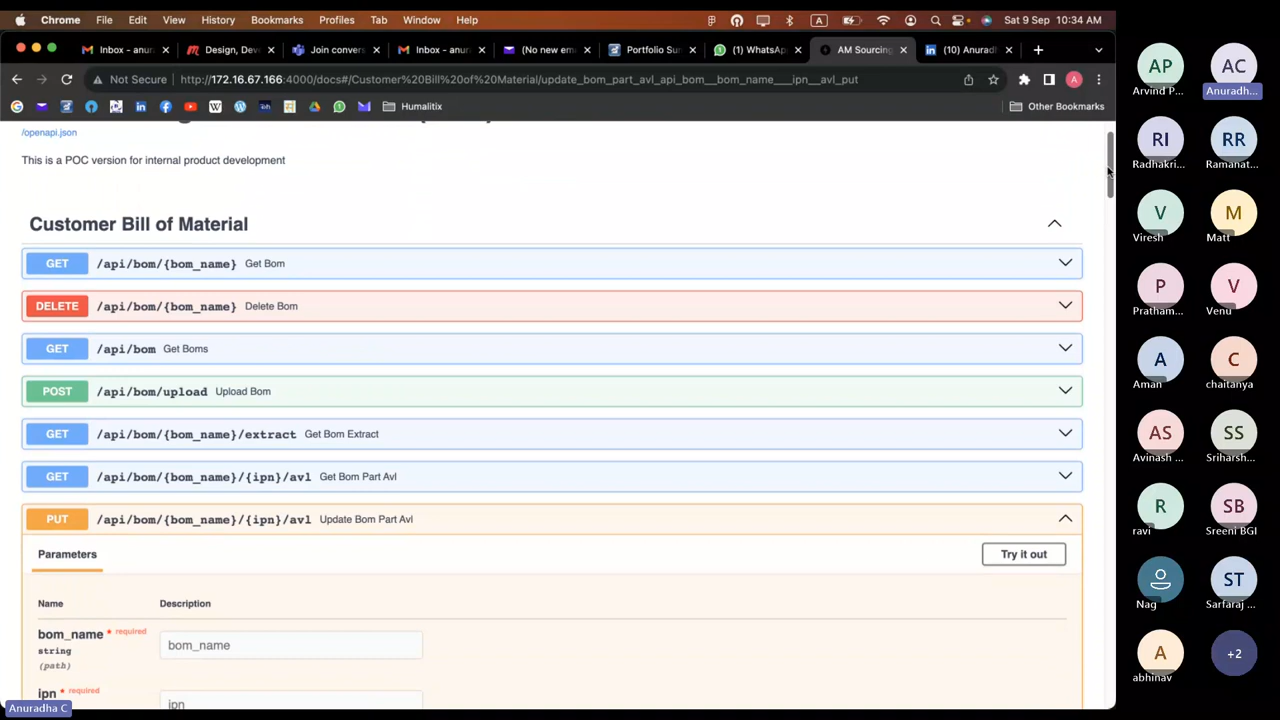 Chrome File Edit View History Bookmarks Profiles Tab Window Help A Sat 9 Sep 10:34 AM
Inbox - anur
Design, Dev
Join convers
Inbox - anur
(No new em
Portfolio Su
(1) WhatsApp
AM Sourcing
(10) Anurad
Not Secure http://172.16.67.166:4000/docs#/Customer%20Bill%20of%20Material/update_bom_part_avl_api_bom__bom_name____ipn__avl_put
A
Humalitix
Other Bookmarks
/openapi.json
This is a POC version for internal product development
Customer Bill of Material
GET /api/bom/{bom_name} Get Bom
DELETE /api/bom/{bom_name} Delete Bom
GET /api/bom Get Boms
POST /api/bom/upload Upload Bom
GET /api/bom/{bom_name}/extract Get Bom Extract
GET /api/bom/{bom_name}/{ipn}/avl Get Bom Part Avl
PUT /api/bom/{bom_name}/{ipn}/avl Update Bom Part Avl
Parameters
Try it out
Name Description
bom_name * required
string
(path)
bom_name
ipn * required
ipn
Anuradha C
AP
Arvind P...
AC
Anuradh...
RI
Radhakri...
RR
Ramanat...
V
Viresh
M
Matt
P
Pratham...
V
Venu
A
Aman
C
chaitanya
AS
Avinash ...
SS
Sriharsh...
R
ravi
SB
Sreeni BGI
Nag
ST
Sarfaraj ...
A
abhinav
+2